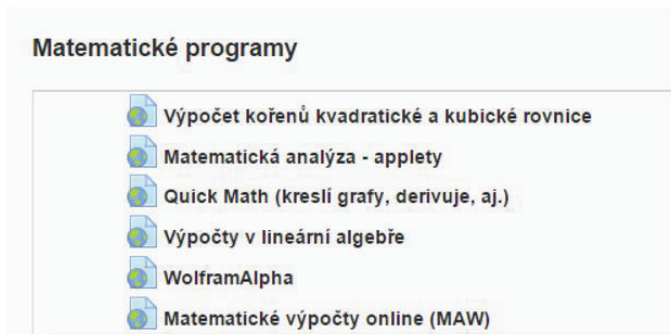 Matematické programy
Výpočet kořenů kvadratické a kubické rovnice
Matematická analýza - applety
Quick Math (kreslí grafy, derivuje, aj.)
Výpočty v lineární algebře
WolframAlpha
Matematické výpočty online (MAW)